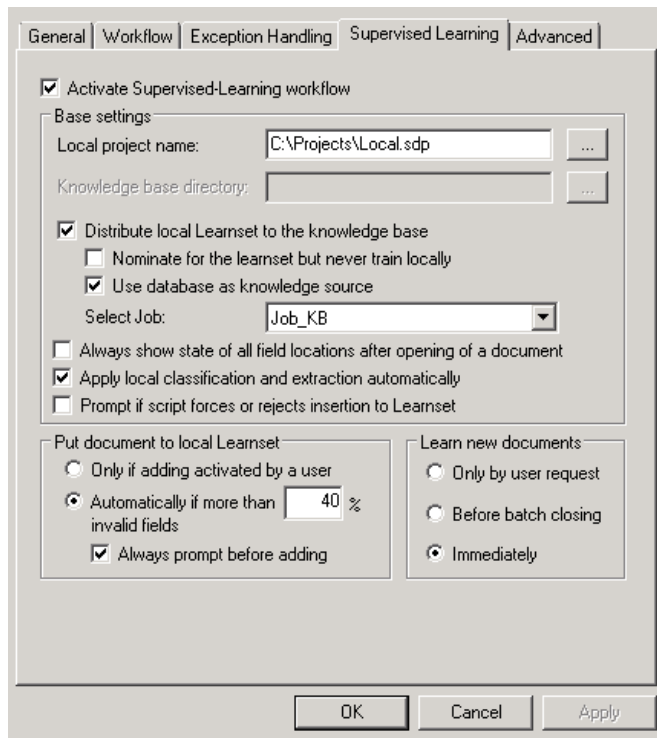 General Workflow Exception Handling Supervised Learning Advanced
Activate Supervised-Learning workflow
Base settings
Local project name: C:\Projects\Local.sdp ...
Knowledge base directory: ...
Distribute local Learnset to the knowledge base
Nominate for the learnset but never train locally
Use database as knowledge source
Select Job: Job_KB
Always show state of all field locations after opening of a document
Apply local classification and extraction automatically
Prompt if script forces or rejects insertion to Learnset
Put document to local Learnset
Only if adding activated by a user
Automatically if more than 40 %
invalid fields
Always prompt before adding
Learn new documents
Only by user request
Before batch closing
Immediately
OK Cancel Apply